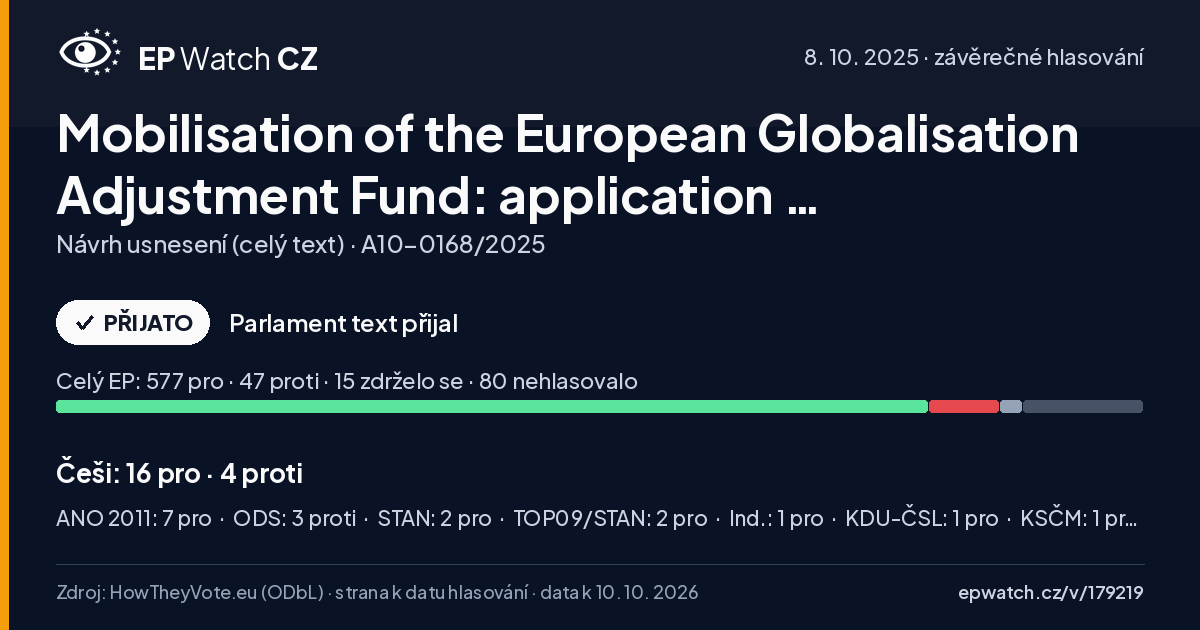 EP Watch CZ
8. 10. 2025 · závěrečné hlasování
Mobilisation of the European Globalisation
Adjustment Fund: application …
Návrh usnesení (celý text) · A10-0168/2025
✓ PŘIJATO Parlament text přijal
Celý EP: 577 pro · 47 proti · 15 zdrželo se · 80 nehlasovalo
Češi: 16 pro · 4 proti
ANO 2011: 7 pro · ODS: 3 proti · STAN: 2 pro · TOP09/STAN: 2 pro · Ind.: 1 pro · KDU-ČSL: 1 pro · KSČM: 1 pr…
Zdroj: HowTheyVote.eu (ODbL) · strana k datu hlasování · data k 10. 10. 2026
epwatch.cz/v/179219